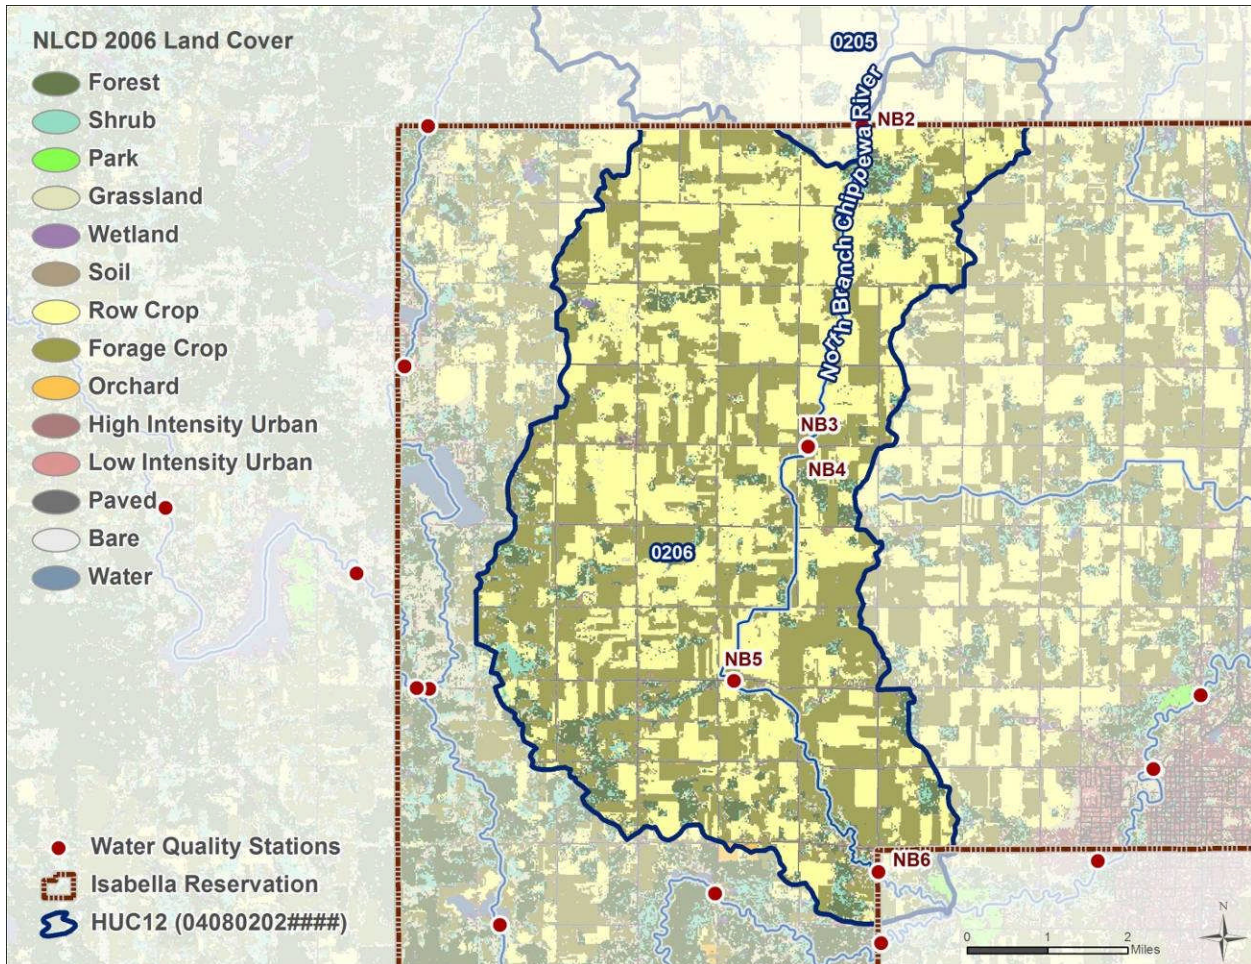 NLCD 2006 Land Cover
Forest
Shrub
Park
Grassland
Wetland
Soil
Row Crop
Forage Crop
Orchard
High Intensity Urban
Low Intensity Urban
Paved
Bare
Water
Water Quality Stations
Isabella Reservation
HUC12 (04080202####)
0205
NB2
North Branch Chippewa River
NB3
NB4
0206
NB5
NB6
N
0 1 2
Miles